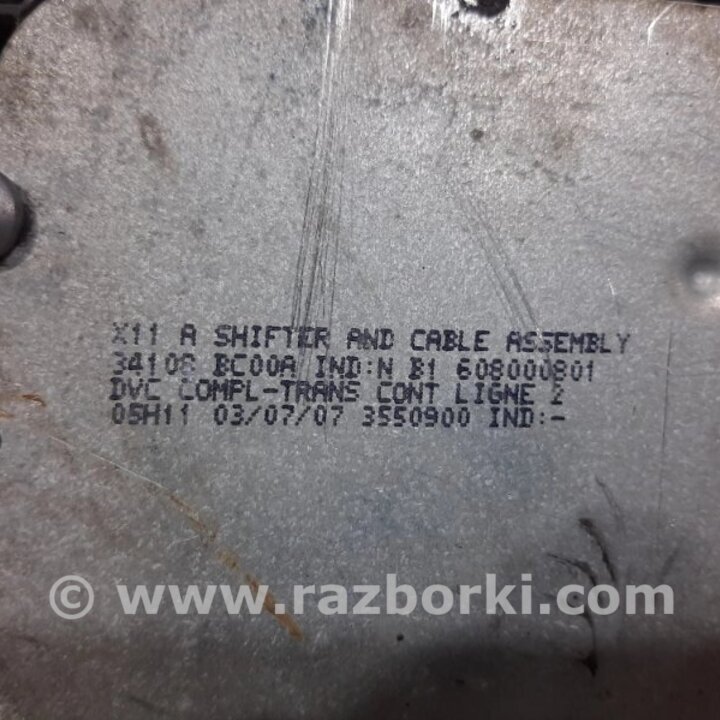 X11 A SHIFTER AND CABLE ASSEMBLY
34108 BC00A IND:N B1 608000801
DVC COMPL-TRANS CONT LIGNE 2
05H11 03/07/07 3550900 IND:-
© www.razborki.com